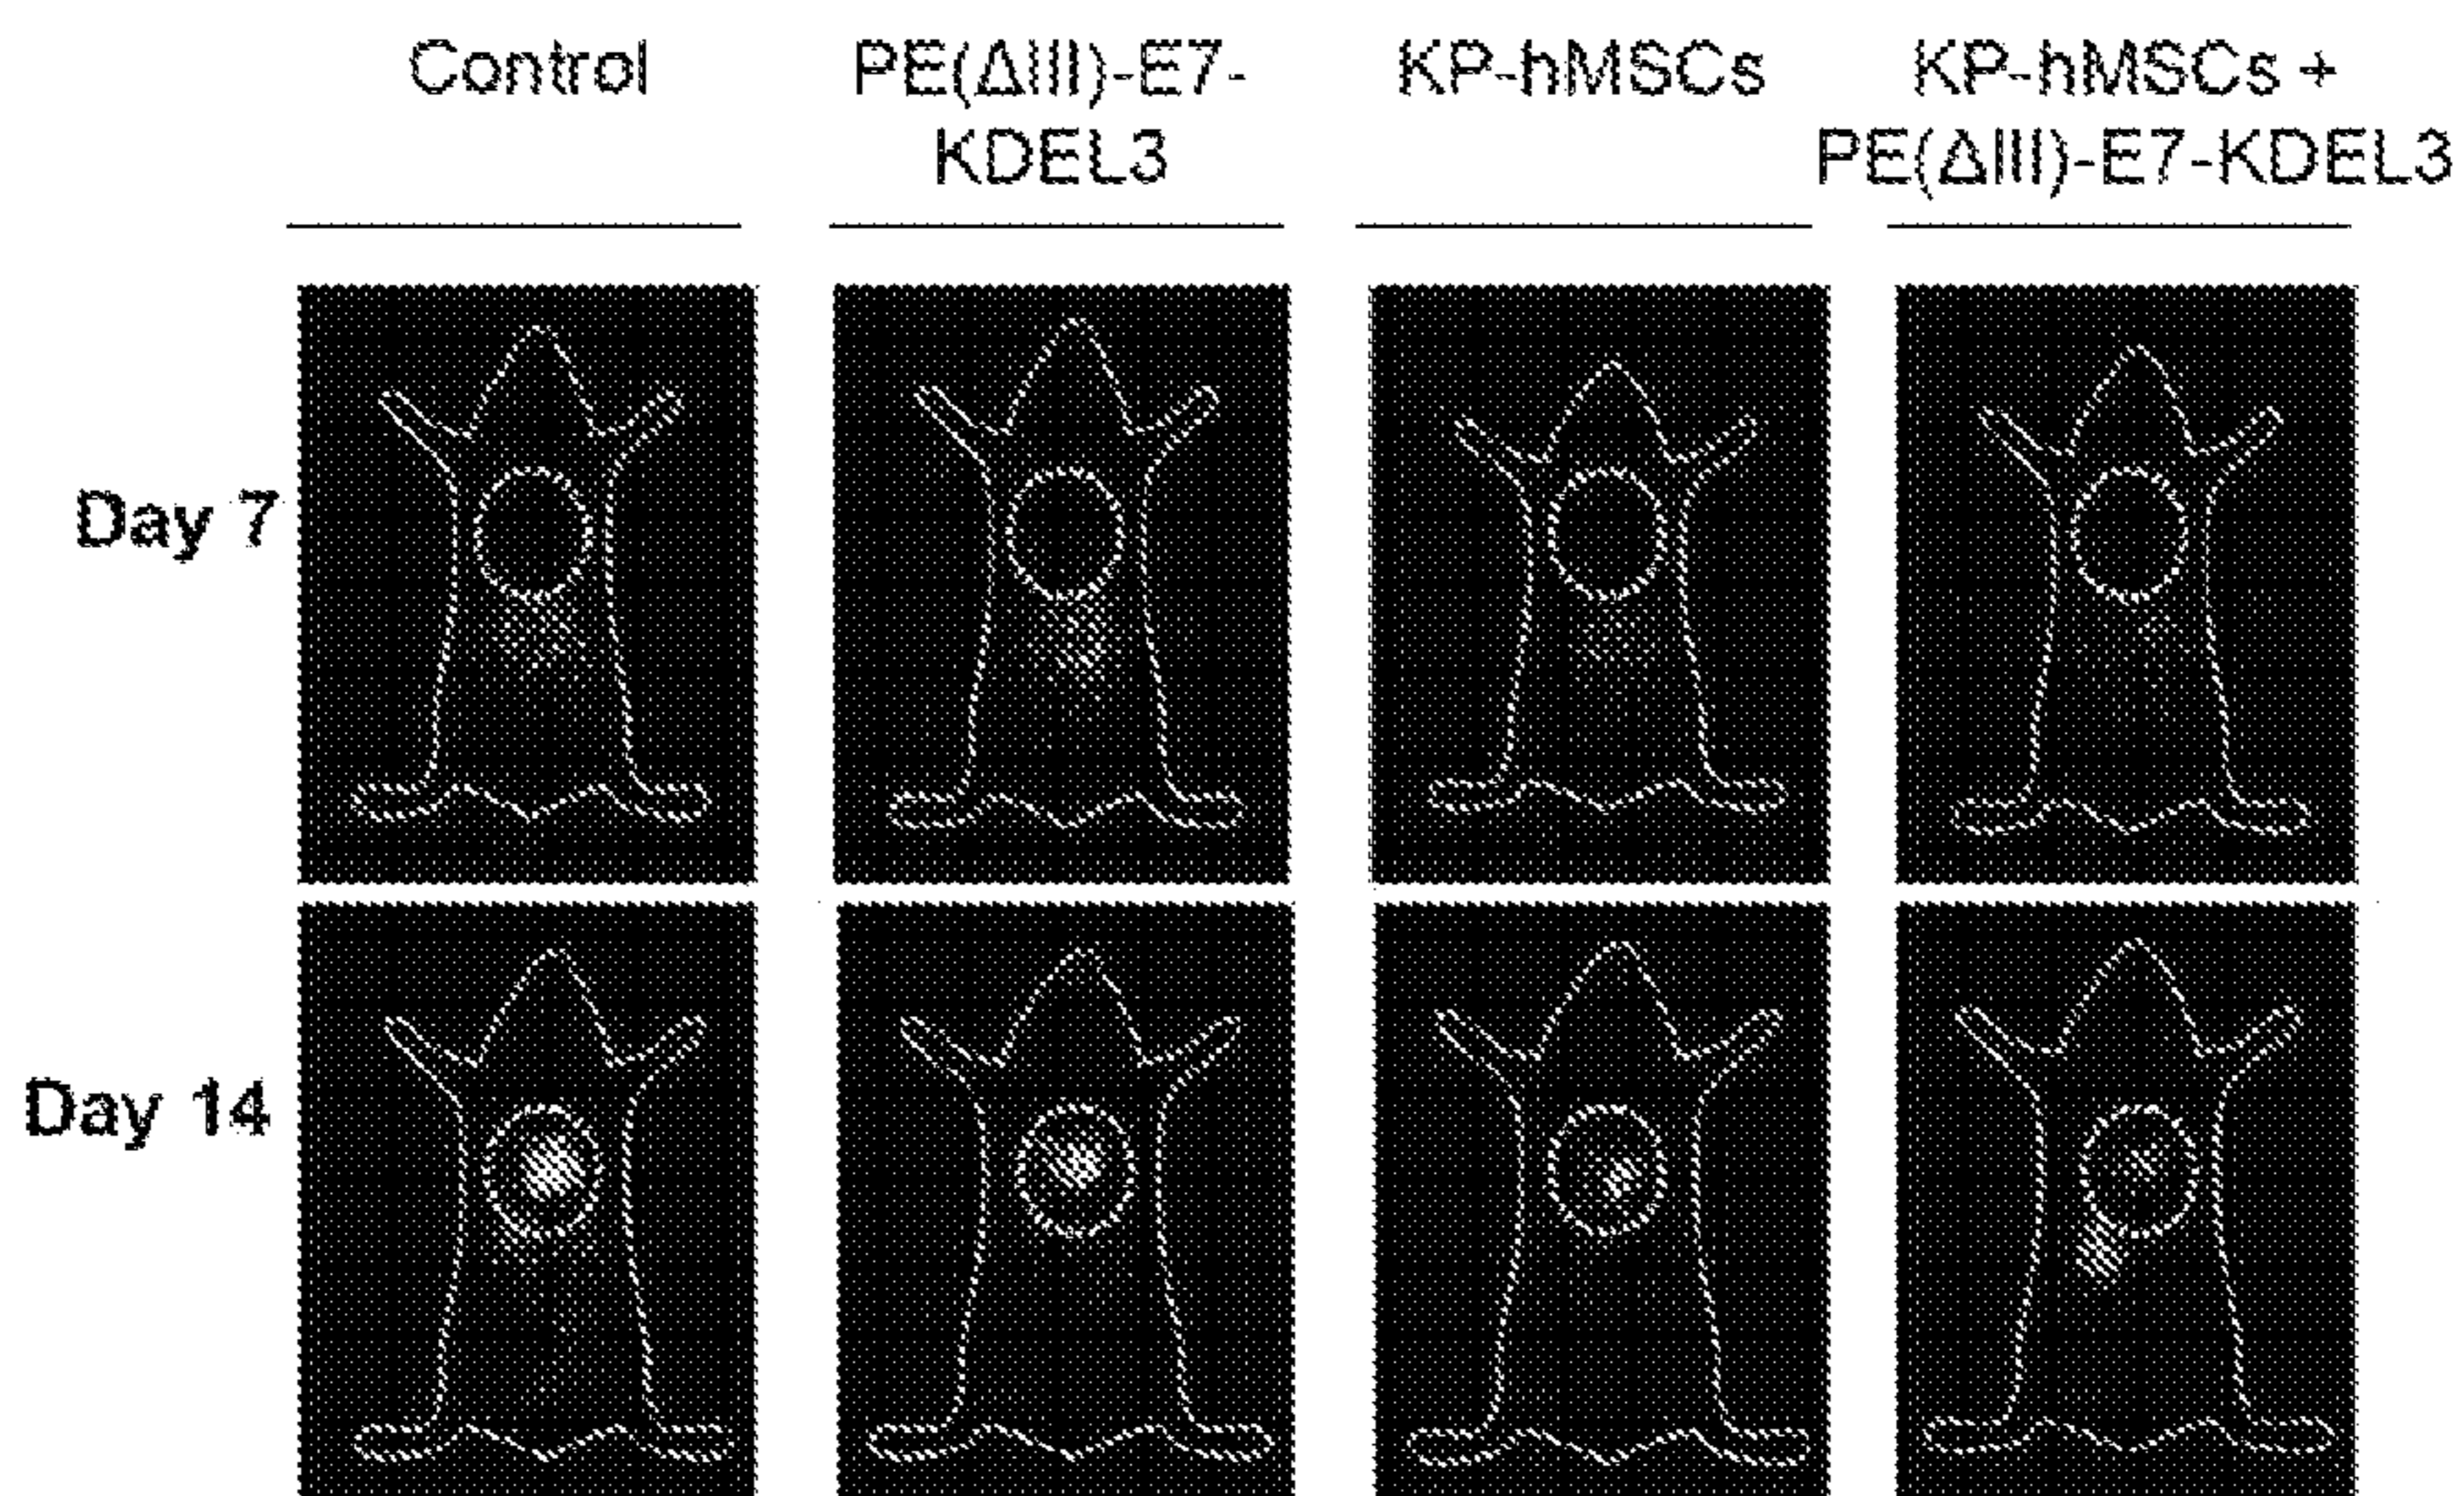 Control
PE(ΔIII)-E7-
KDEL3
KP-hMSCs
KP-hMSCs +
PE(ΔIII)-E7-KDEL3
Day 7
Day 14